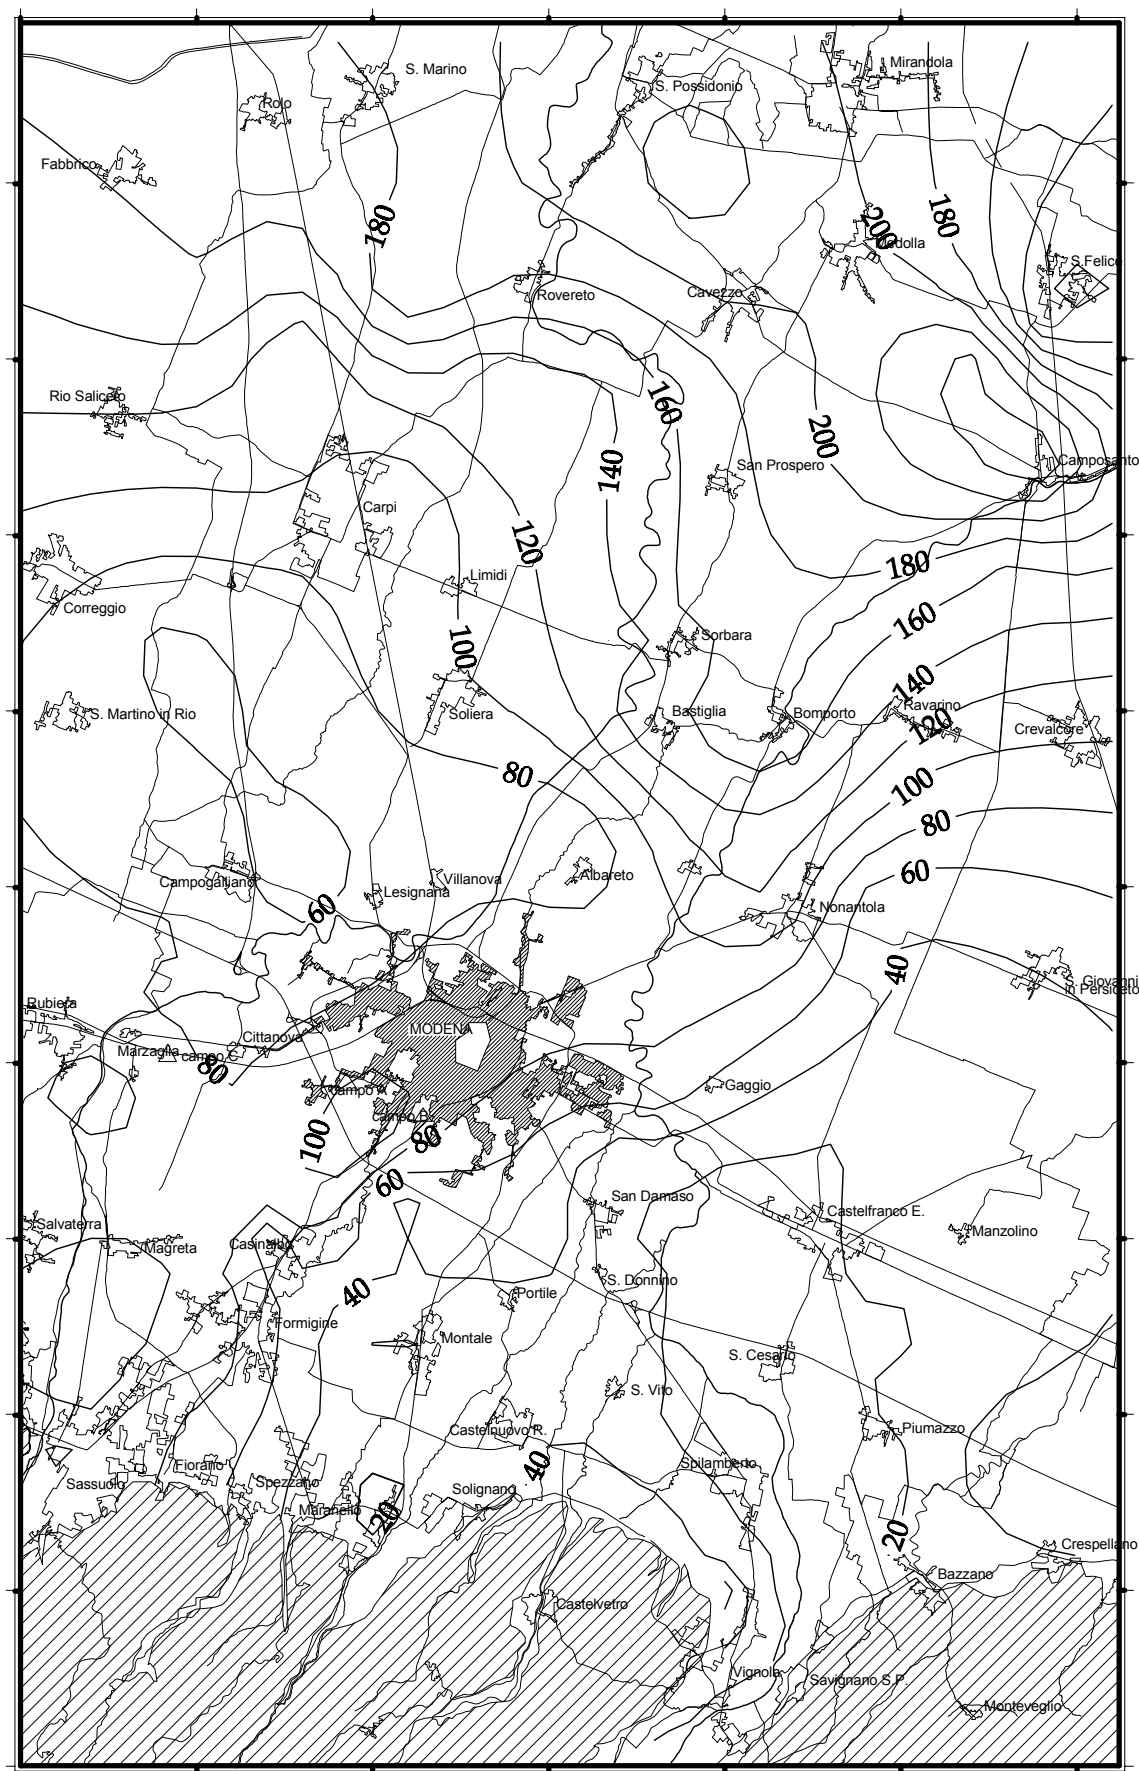 S. Marino
Mirandola
S. Possidonio
Rolo
Fabbrico
180
200
180
Medolla
S.Felice
Rovereto
Cavezzo
Rio Saliceto
160
200
140
San Prospero
Camposanto
Carpi
120
180
Limidi
Correggio
160
100
Sorbara
140
S. Martino in Rio
Soliera
Bastiglia
Bomporto
Ravarino
120
Crevalcore
80
100
80
Campogalliano
Lesignana
Villanova
Albareto
60
60
Nonantola
40
S. Giovanni
in Persiceto
Rubiera
MODENA
Cittanova
Marzaglia
campo C
80
campo A
Gaggio
campo B
100
80
60
San Damaso
Salvaterra
Magreta
Casinalbo
Castelfranco E.
Manzolino
40
S. Donnino
Portile
Formigine
Montale
S. Cesario
S. Vito
Castelnuovo R.
Piumazzo
Fiorano
40
Spilamberto
Sassuolo
Spezzano
Solignano
Maranello
20
20
Crespellano
Bazzano
Castelvetro
Vignola
Savignano S.P.
Monteveglio